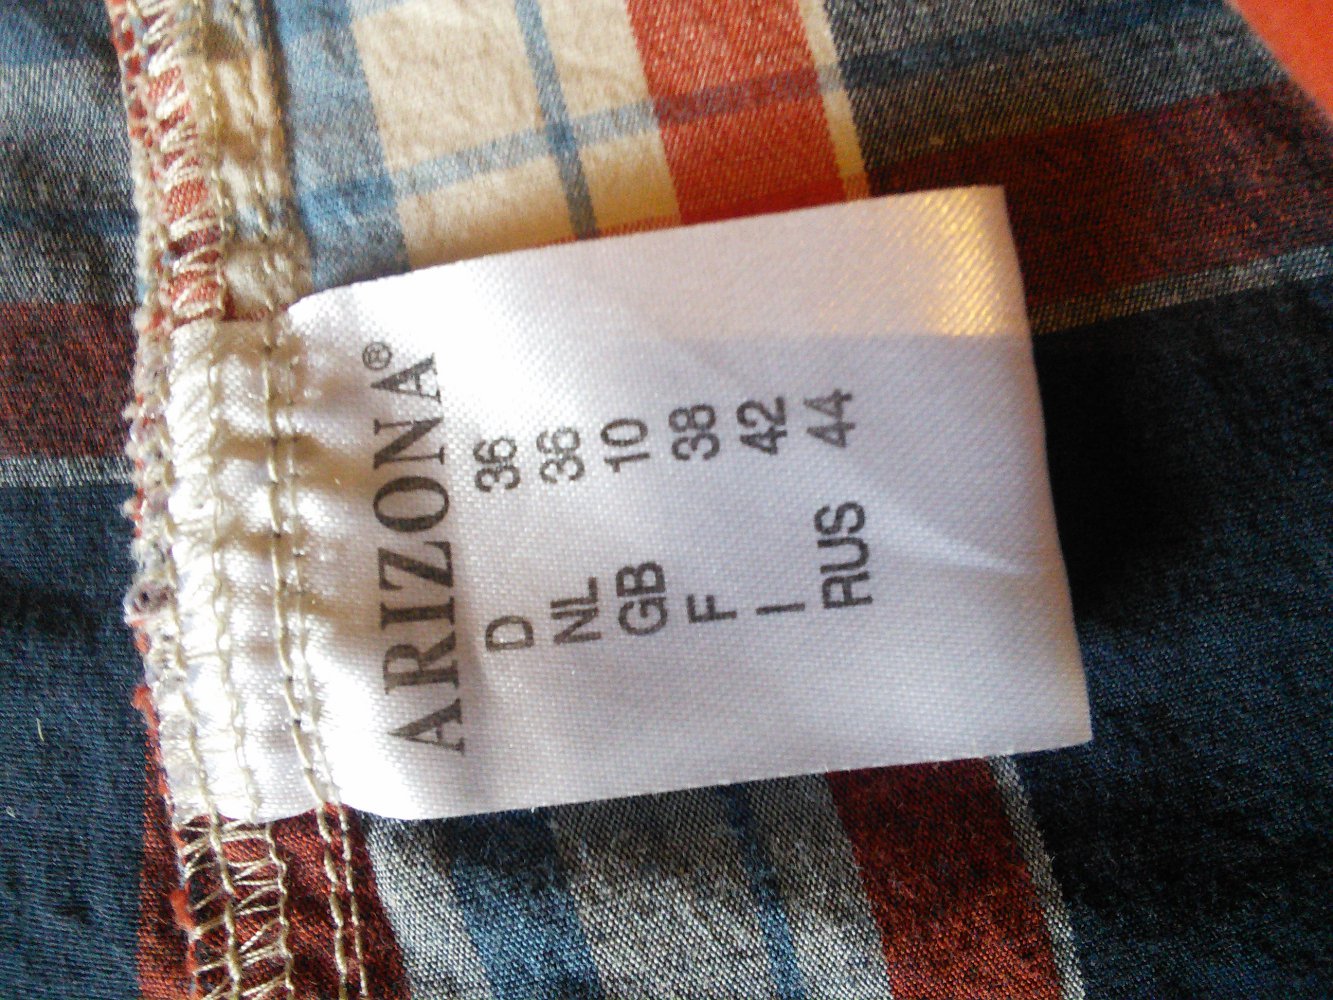 ARIZONA®
D 36
NL 36
GB 10
F 38
I 42
RUS 44